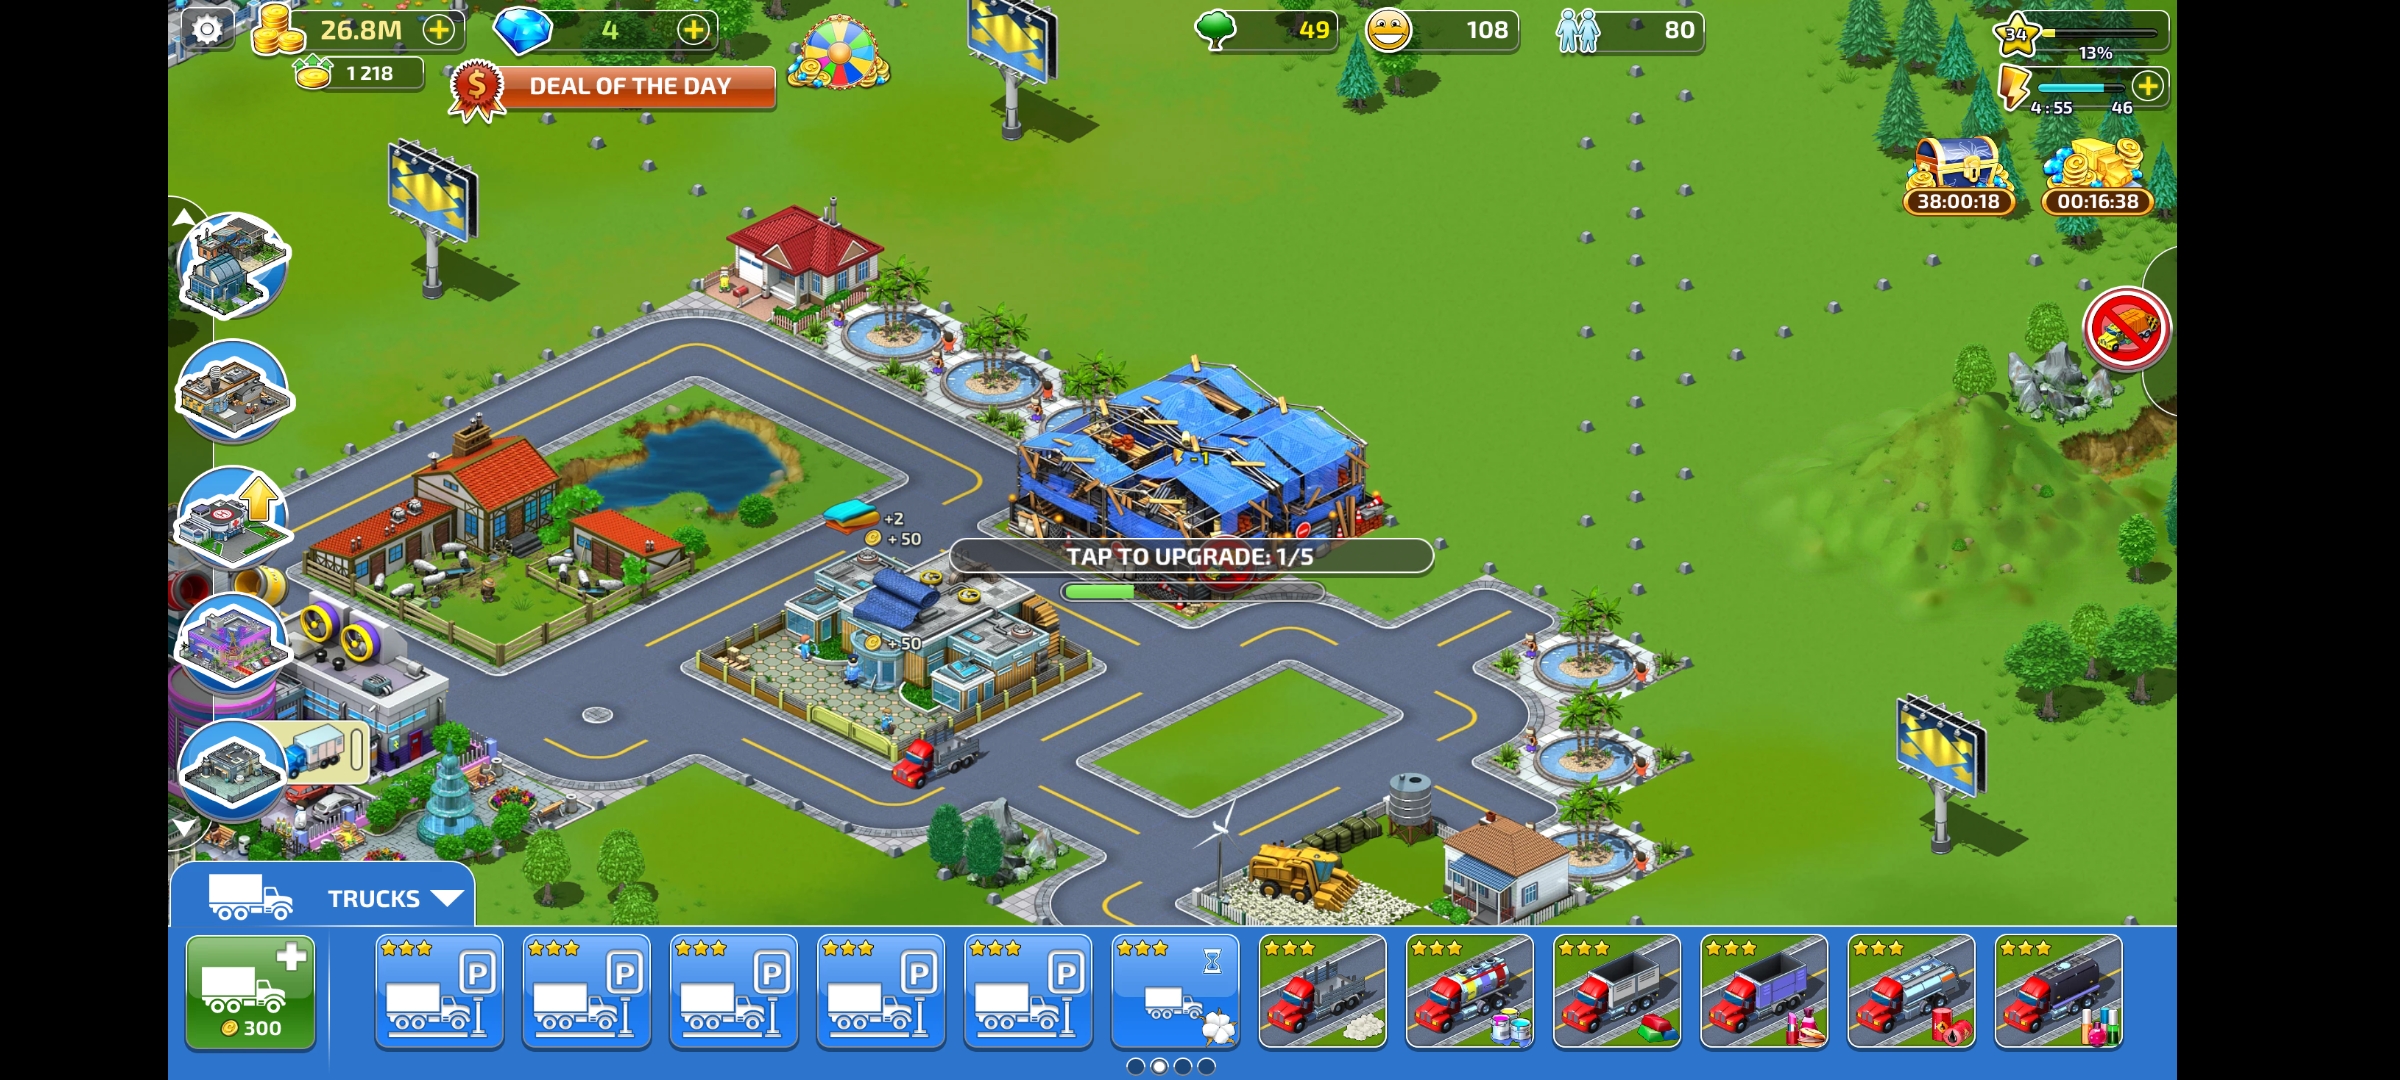 26.8M
4
49
108
80
34
13%
1 218
DEAL OF THE DAY
4:55
46
38:00:18
00:16:38
-1
+2
+50
TAP TO UPGRADE: 1/5
+50
TRUCKS
P
P
P
P
P
300